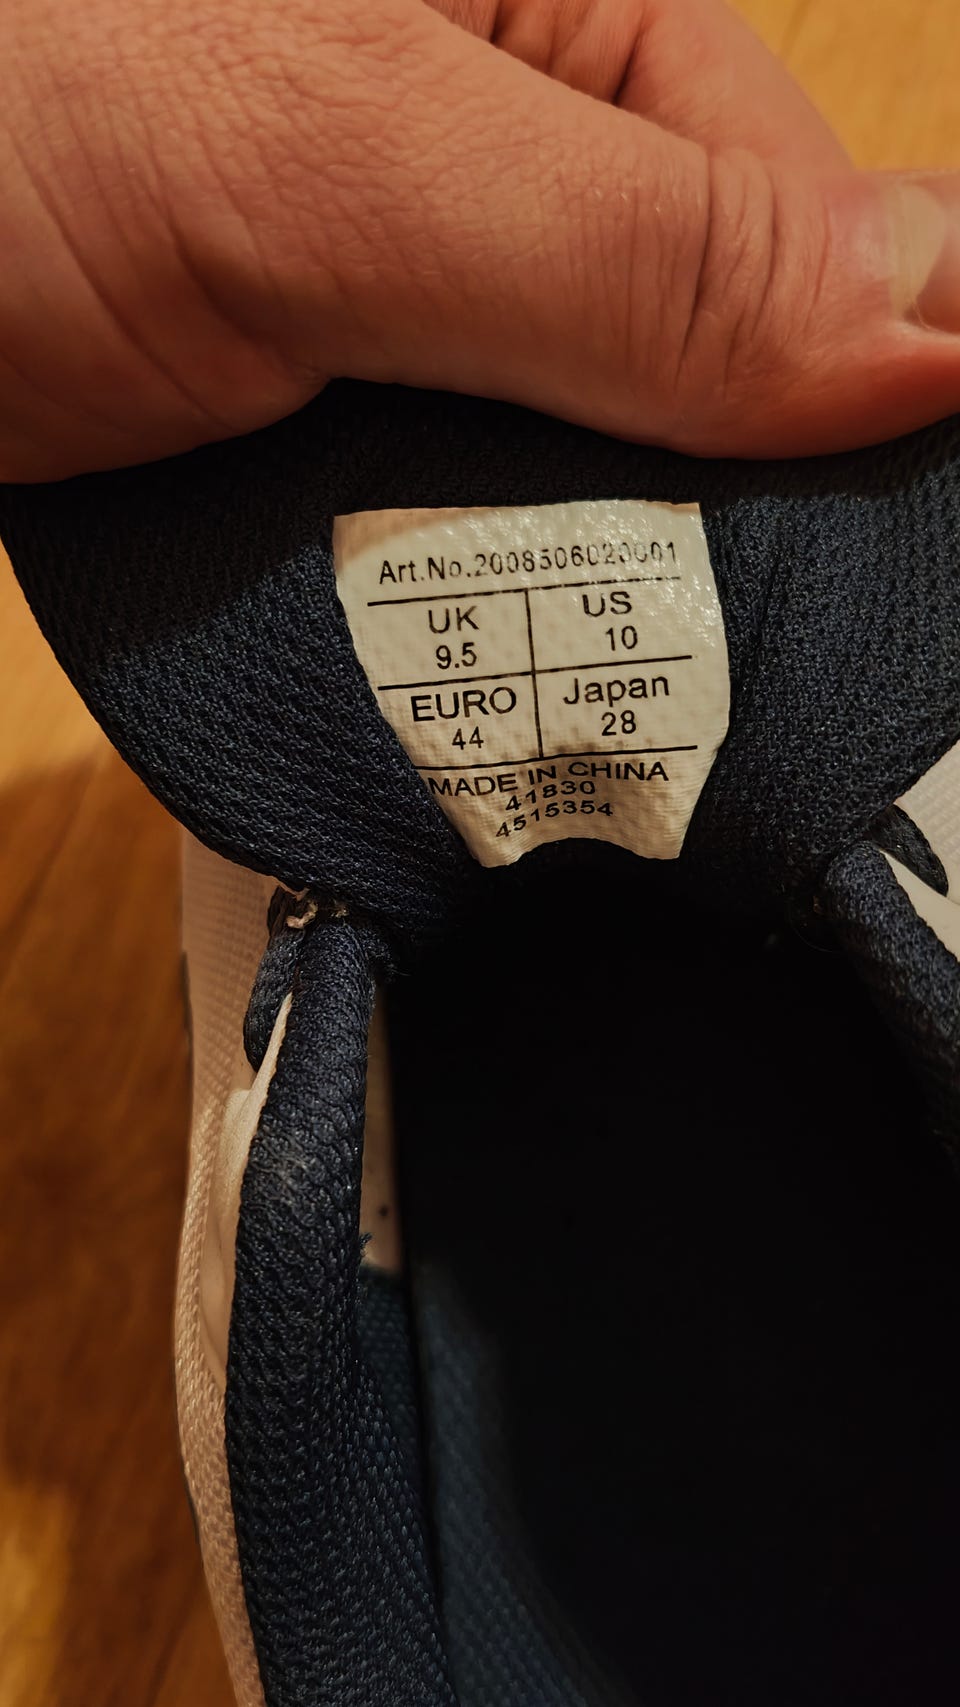 Art.No.2008506020001
UK US
9.5 10
EURO Japan
44 28
MADE IN CHINA
41830
4515354